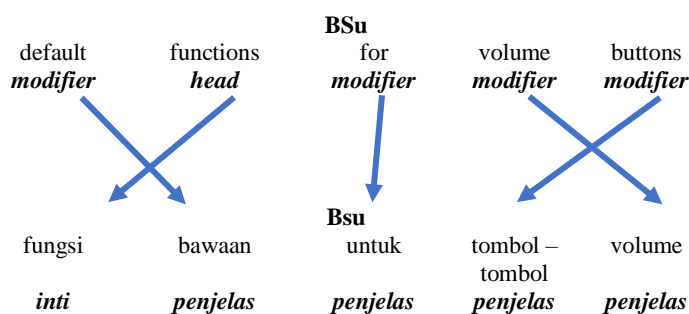 BSu
default functions for volume buttons
modifier head modifier modifier modifier
Bsu
fungsi bawaan untuk tombol – volume
tombol
inti penjelas penjelas penjelas penjelas